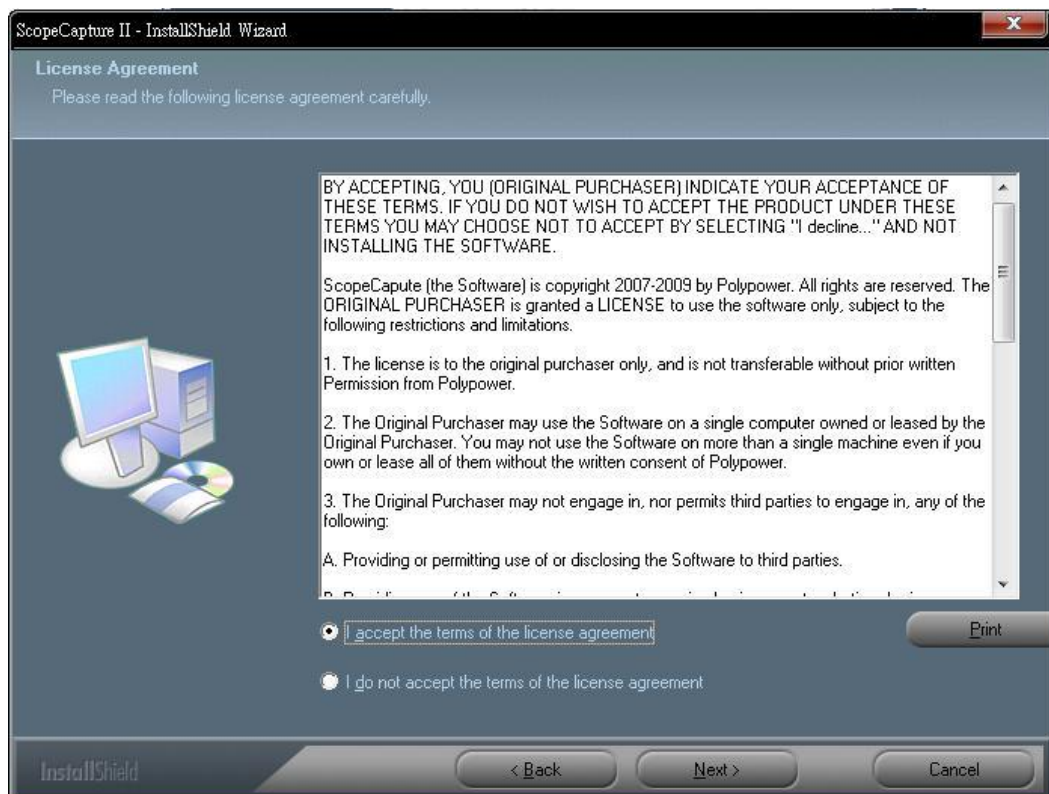 ScopeCapture II - InstallShield Wizard
License Agreement
Please read the following license agreement carefully.
BY ACCEPTING, YOU (ORIGINAL PURCHASER) INDICATE YOUR ACCEPTANCE OF
THESE TERMS. IF YOU DO NOT WISH TO ACCEPT THE PRODUCT UNDER THESE
TERMS YOU MAY CHOOSE NOT TO ACCEPT BY SELECTING "I decline..." AND NOT
INSTALLING THE SOFTWARE.
ScopeCapute (the Software) is copyright 2007-2009 by Polypower. All rights are reserved. The
ORIGINAL PURCHASER is granted a LICENSE to use the software only, subject to the
following restrictions and limitations.
1. The license is to the original purchaser only, and is not transferable without prior written
Permission from Polypower.
2. The Original Purchaser may use the Software on a single computer owned or leased by the
Original Purchaser. You may not use the Software on more than a single machine even if you
own or lease all of them without the written consent of Polypower.
3. The Original Purchaser may not engage in, nor permits third parties to engage in, any of the
following:
A. Providing or permitting use of or disclosing the Software to third parties.
I accept the terms of the license agreement
Print
I do not accept the terms of the license agreement
InstallShield
< Back
Next >
Cancel